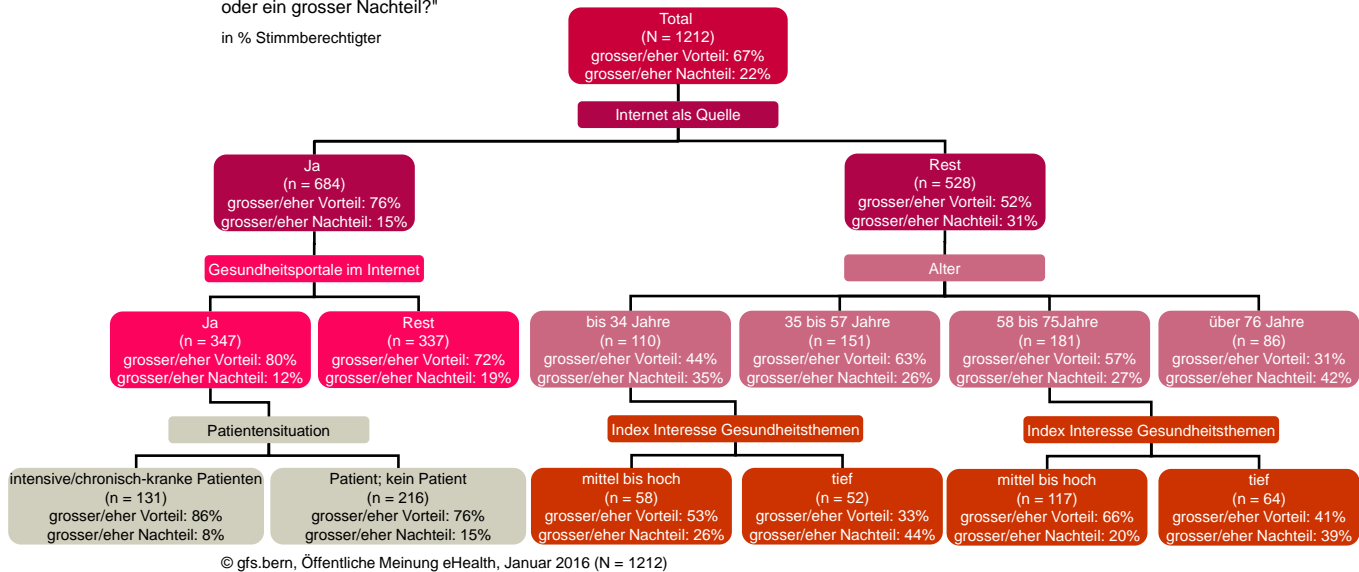 oder ein grosser Nachteil?"
in % Stimmberechtigter
Total
(N = 1212)
grosser/eher Vorteil: 67%
grosser/eher Nachteil: 22%
Internet als Quelle
Ja
(n = 684)
grosser/eher Vorteil: 76%
grosser/eher Nachteil: 15%
Rest
(n = 528)
grosser/eher Vorteil: 52%
grosser/eher Nachteil: 31%
Gesundheitsportale im Internet
Alter
Ja
(n = 347)
grosser/eher Vorteil: 80%
grosser/eher Nachteil: 12%
Rest
(n = 337)
grosser/eher Vorteil: 72%
grosser/eher Nachteil: 19%
bis 34 Jahre
(n = 110)
grosser/eher Vorteil: 44%
grosser/eher Nachteil: 35%
35 bis 57 Jahre
(n = 151)
grosser/eher Vorteil: 63%
grosser/eher Nachteil: 26%
58 bis 75Jahre
(n = 181)
grosser/eher Vorteil: 57%
grosser/eher Nachteil: 27%
über 76 Jahre
(n = 86)
grosser/eher Vorteil: 31%
grosser/eher Nachteil: 42%
Patientensituation
Index Interesse Gesundheitsthemen
Index Interesse Gesundheitsthemen
intensive/chronisch-kranke Patienten
(n = 131)
grosser/eher Vorteil: 86%
grosser/eher Nachteil: 8%
Patient; kein Patient
(n = 216)
grosser/eher Vorteil: 76%
grosser/eher Nachteil: 15%
mittel bis hoch
(n = 58)
grosser/eher Vorteil: 53%
grosser/eher Nachteil: 26%
tief
(n = 52)
grosser/eher Vorteil: 33%
grosser/eher Nachteil: 44%
mittel bis hoch
(n = 117)
grosser/eher Vorteil: 66%
grosser/eher Nachteil: 20%
tief
(n = 64)
grosser/eher Vorteil: 41%
grosser/eher Nachteil: 39%
© gfs.bern, Öffentliche Meinung eHealth, Januar 2016 (N = 1212)